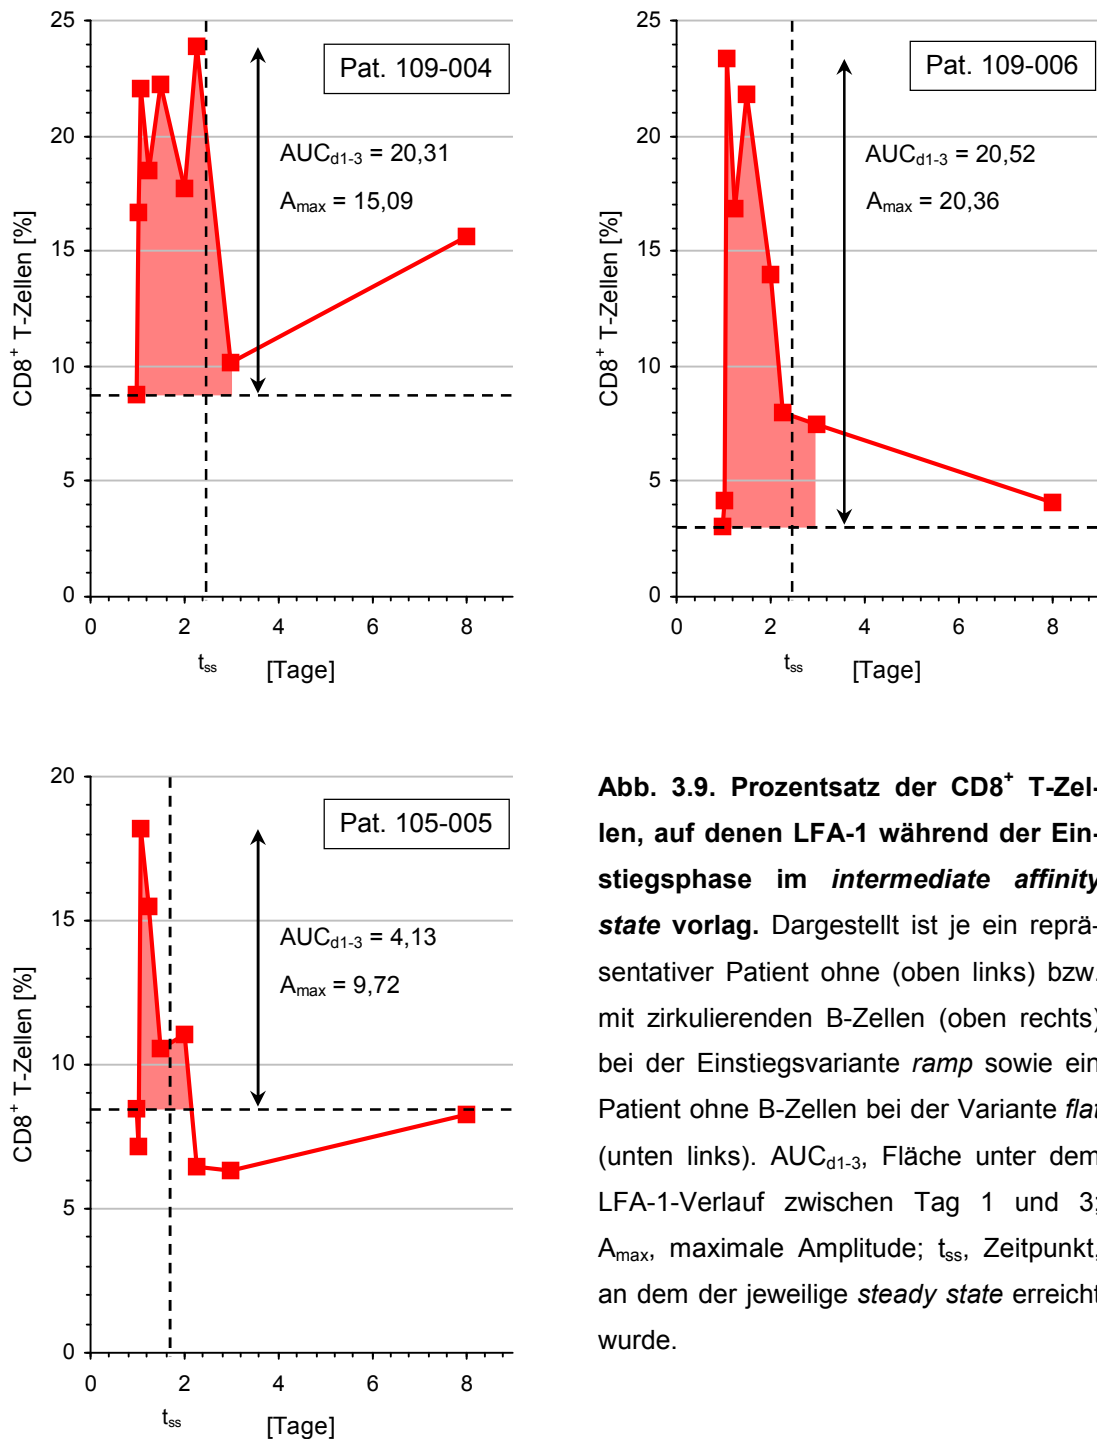 Pat. 109-004
CD8+ T-Zellen [%]
25
20
15
10
5
0
AUCd1-3 = 20,31
Amax = 15,09
0 2 4 6 8
tss
[Tage]
Pat. 109-006
CD8+ T-Zellen [%]
25
20
15
10
5
0
AUCd1-3 = 20,52
Amax = 20,36
0 2 4 6 8
tss
[Tage]
Pat. 105-005
CD8+ T-Zellen [%]
20
15
10
5
0
AUCd1-3 = 4,13
Amax = 9,72
0 2 4 6 8
tss
[Tage]
Abb. 3.9. Prozentsatz der CD8+ T-Zel-
len, auf denen LFA-1 während der Ein-
stiegsphase im intermediate affinity
state vorlag. Dargestellt ist je ein reprä-
sentativer Patient ohne (oben links) bzw.
mit zirkulierenden B-Zellen (oben rechts)
bei der Einstiegsvariante ramp sowie ein
Patient ohne B-Zellen bei der Variante flat
(unten links). AUCd1-3, Fläche unter dem
LFA-1-Verlauf zwischen Tag 1 und 3;
Amax, maximale Amplitude; tss, Zeitpunkt,
an dem der jeweilige steady state erreicht
wurde.